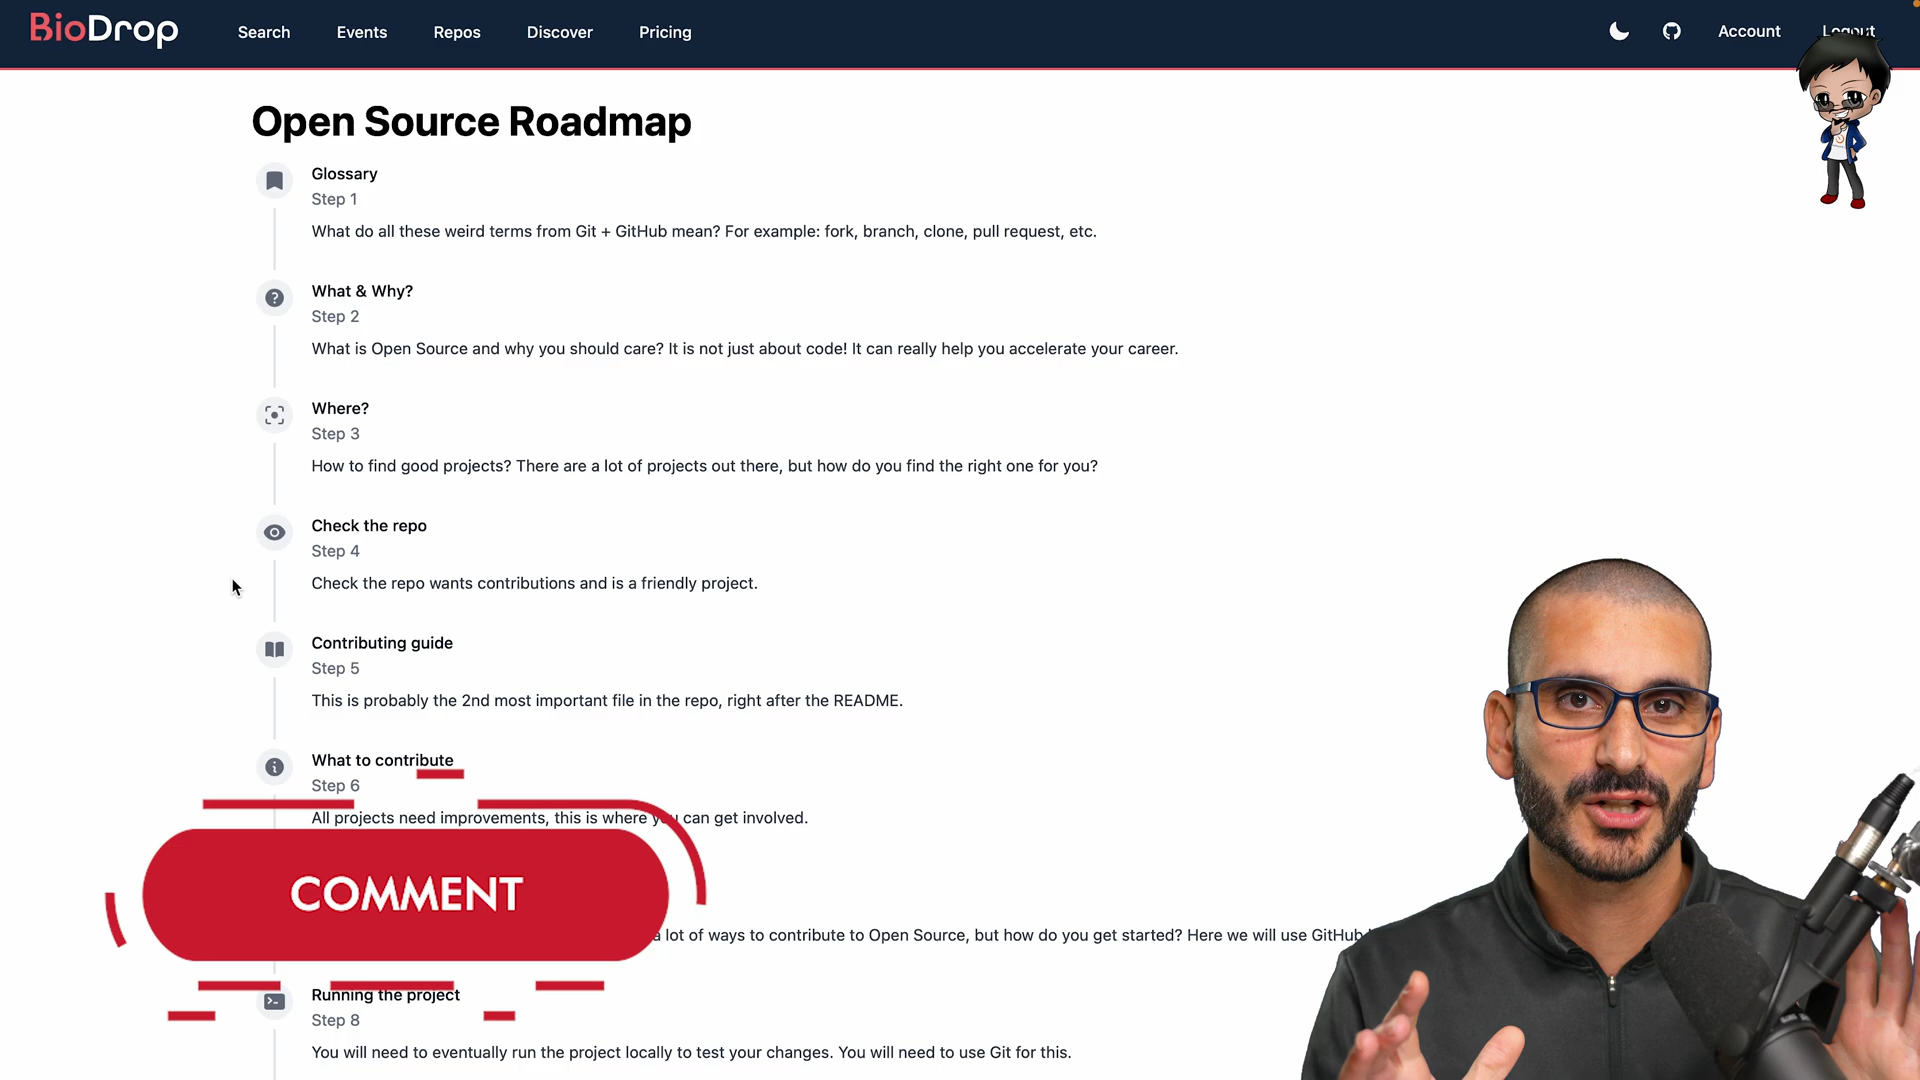 BioDrop
Search
Events
Repos
Discover
Pricing
Account
Logout
Open Source Roadmap
Glossary
Step 1
What do all these weird terms from Git + GitHub mean? For example: fork, branch, clone, pull request, etc.
What & Why?
Step 2
What is Open Source and why you should care? It is not just about code! It can really help you accelerate your career.
Where?
Step 3
How to find good projects? There are a lot of projects out there, but how do you find the right one for you?
Check the repo
Step 4
Check the repo wants contributions and is a friendly project.
Contributing guide
Step 5
This is probably the 2nd most important file in the repo, right after the README.
What to contribute
Step 6
All projects need improvements, this is where you can get involved.
COMMENT
a lot of ways to contribute to Open Source, but how do you get started? Here we will use GitHub
Running the project
Step 8
You will need to eventually run the project locally to test your changes. You will need to use Git for this.